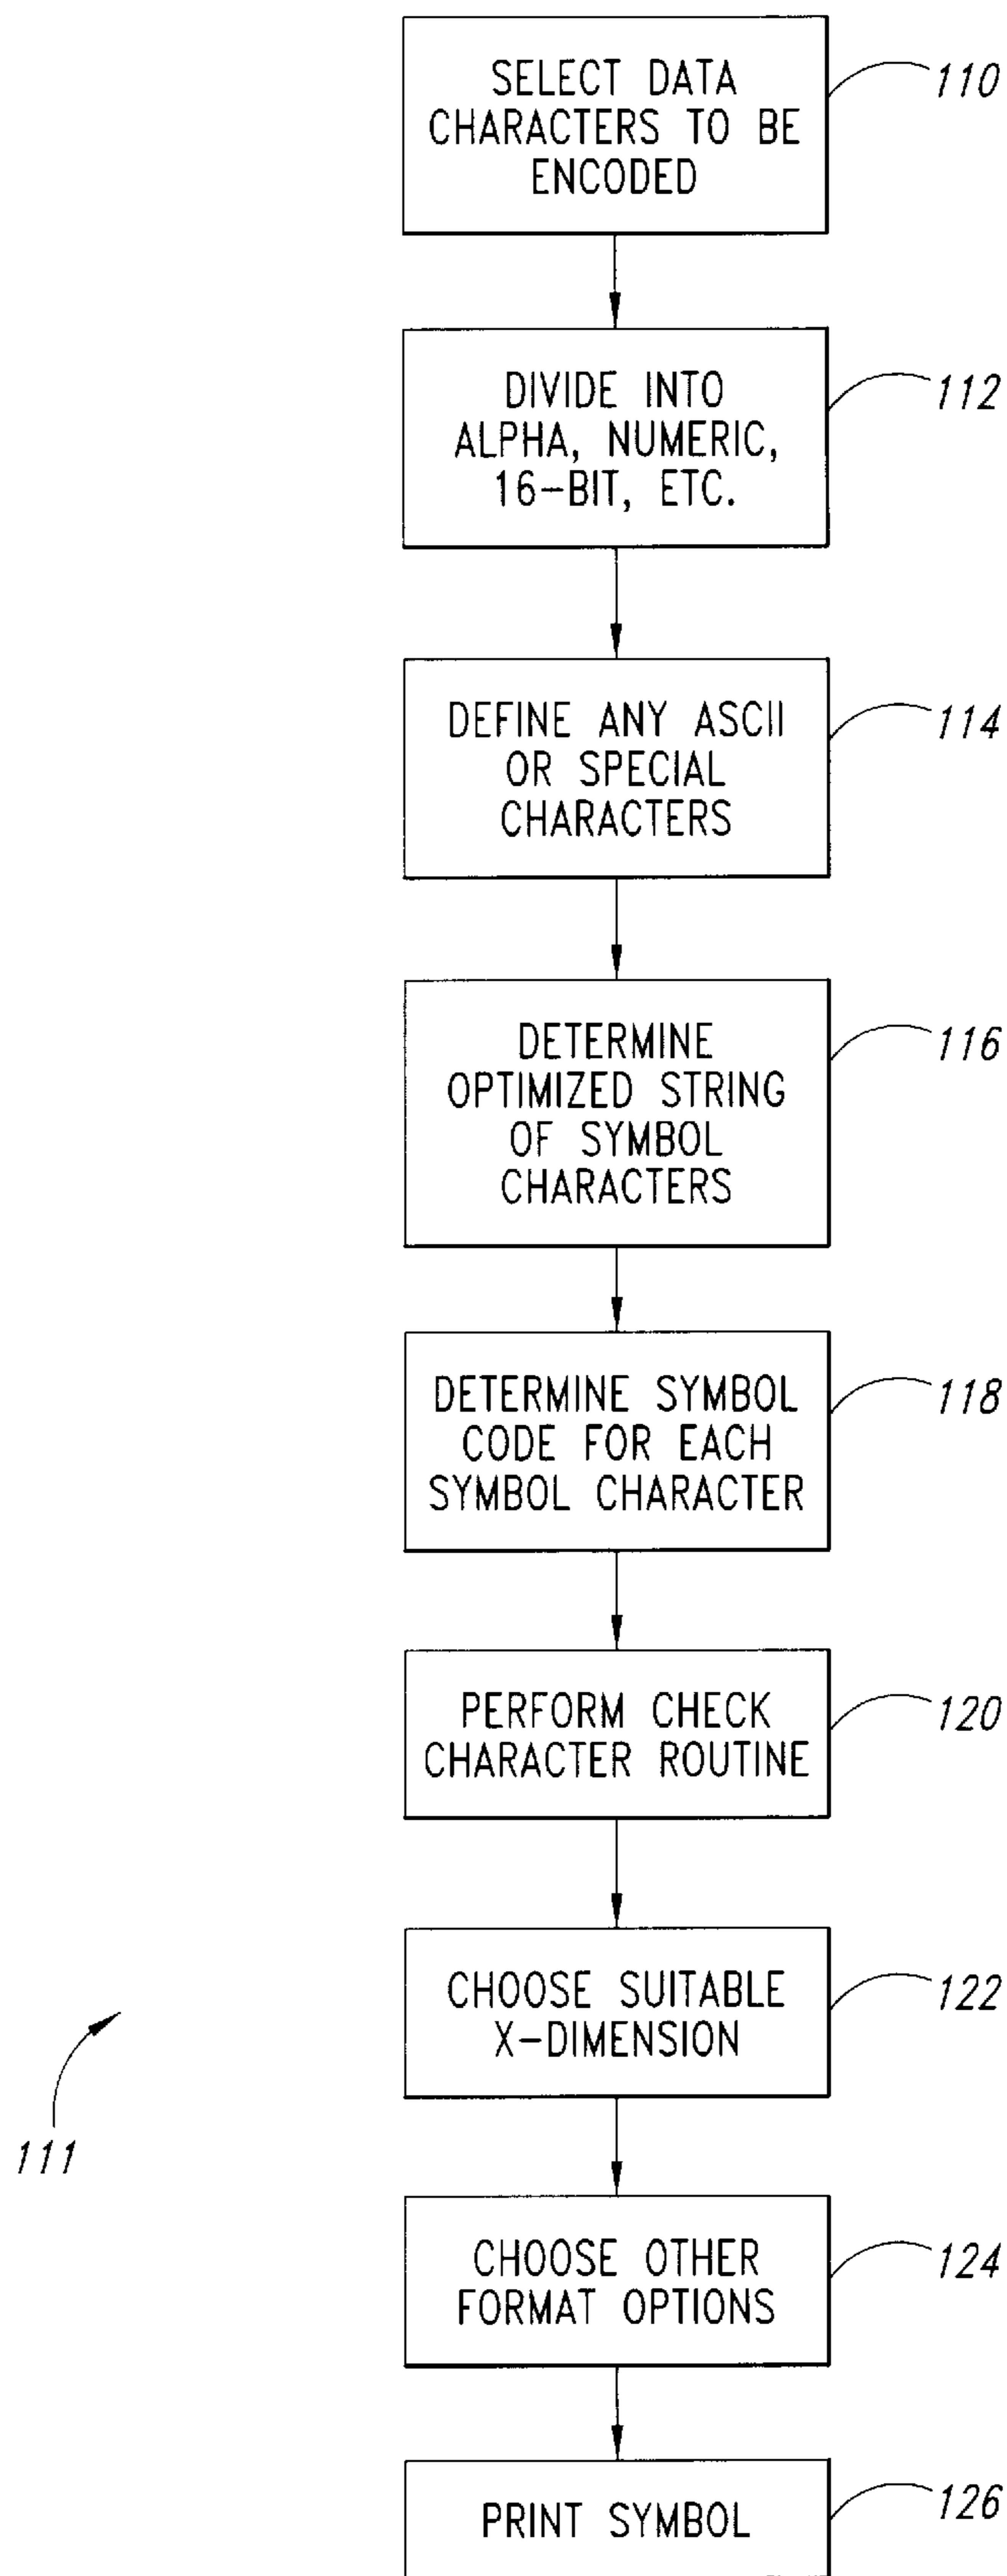 SELECT DATA
CHARACTERS TO BE
ENCODED
110
DIVIDE INTO
ALPHA, NUMERIC,
16-BIT, ETC.
112
DEFINE ANY ASCII
OR SPECIAL
CHARACTERS
114
DETERMINE
OPTIMIZED STRING
OF SYMBOL
CHARACTERS
116
DETERMINE SYMBOL
CODE FOR EACH
SYMBOL CHARACTER
118
PERFORM CHECK
CHARACTER ROUTINE
120
CHOOSE SUITABLE
X-DIMENSION
122
111
CHOOSE OTHER
FORMAT OPTIONS
124
PRINT SYMBOL
126